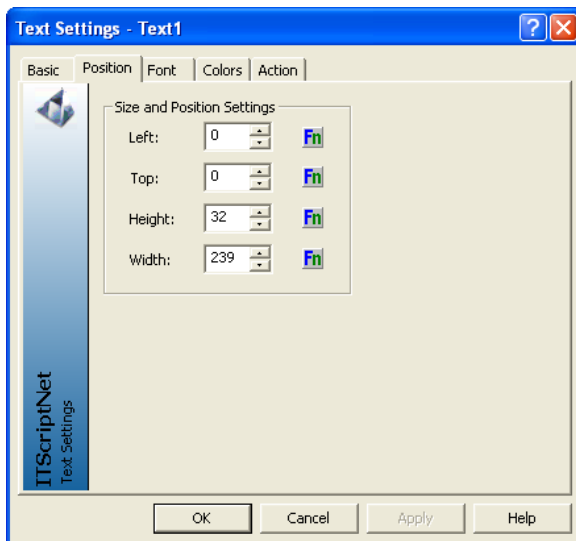 Text Settings - Text1
Basic Position Font Colors Action
Size and Position Settings
Left: 0 Fn
Top: 0 Fn
Height: 32 Fn
Width: 239 Fn
ITScriptNet
Text Settings
OK Cancel Apply Help